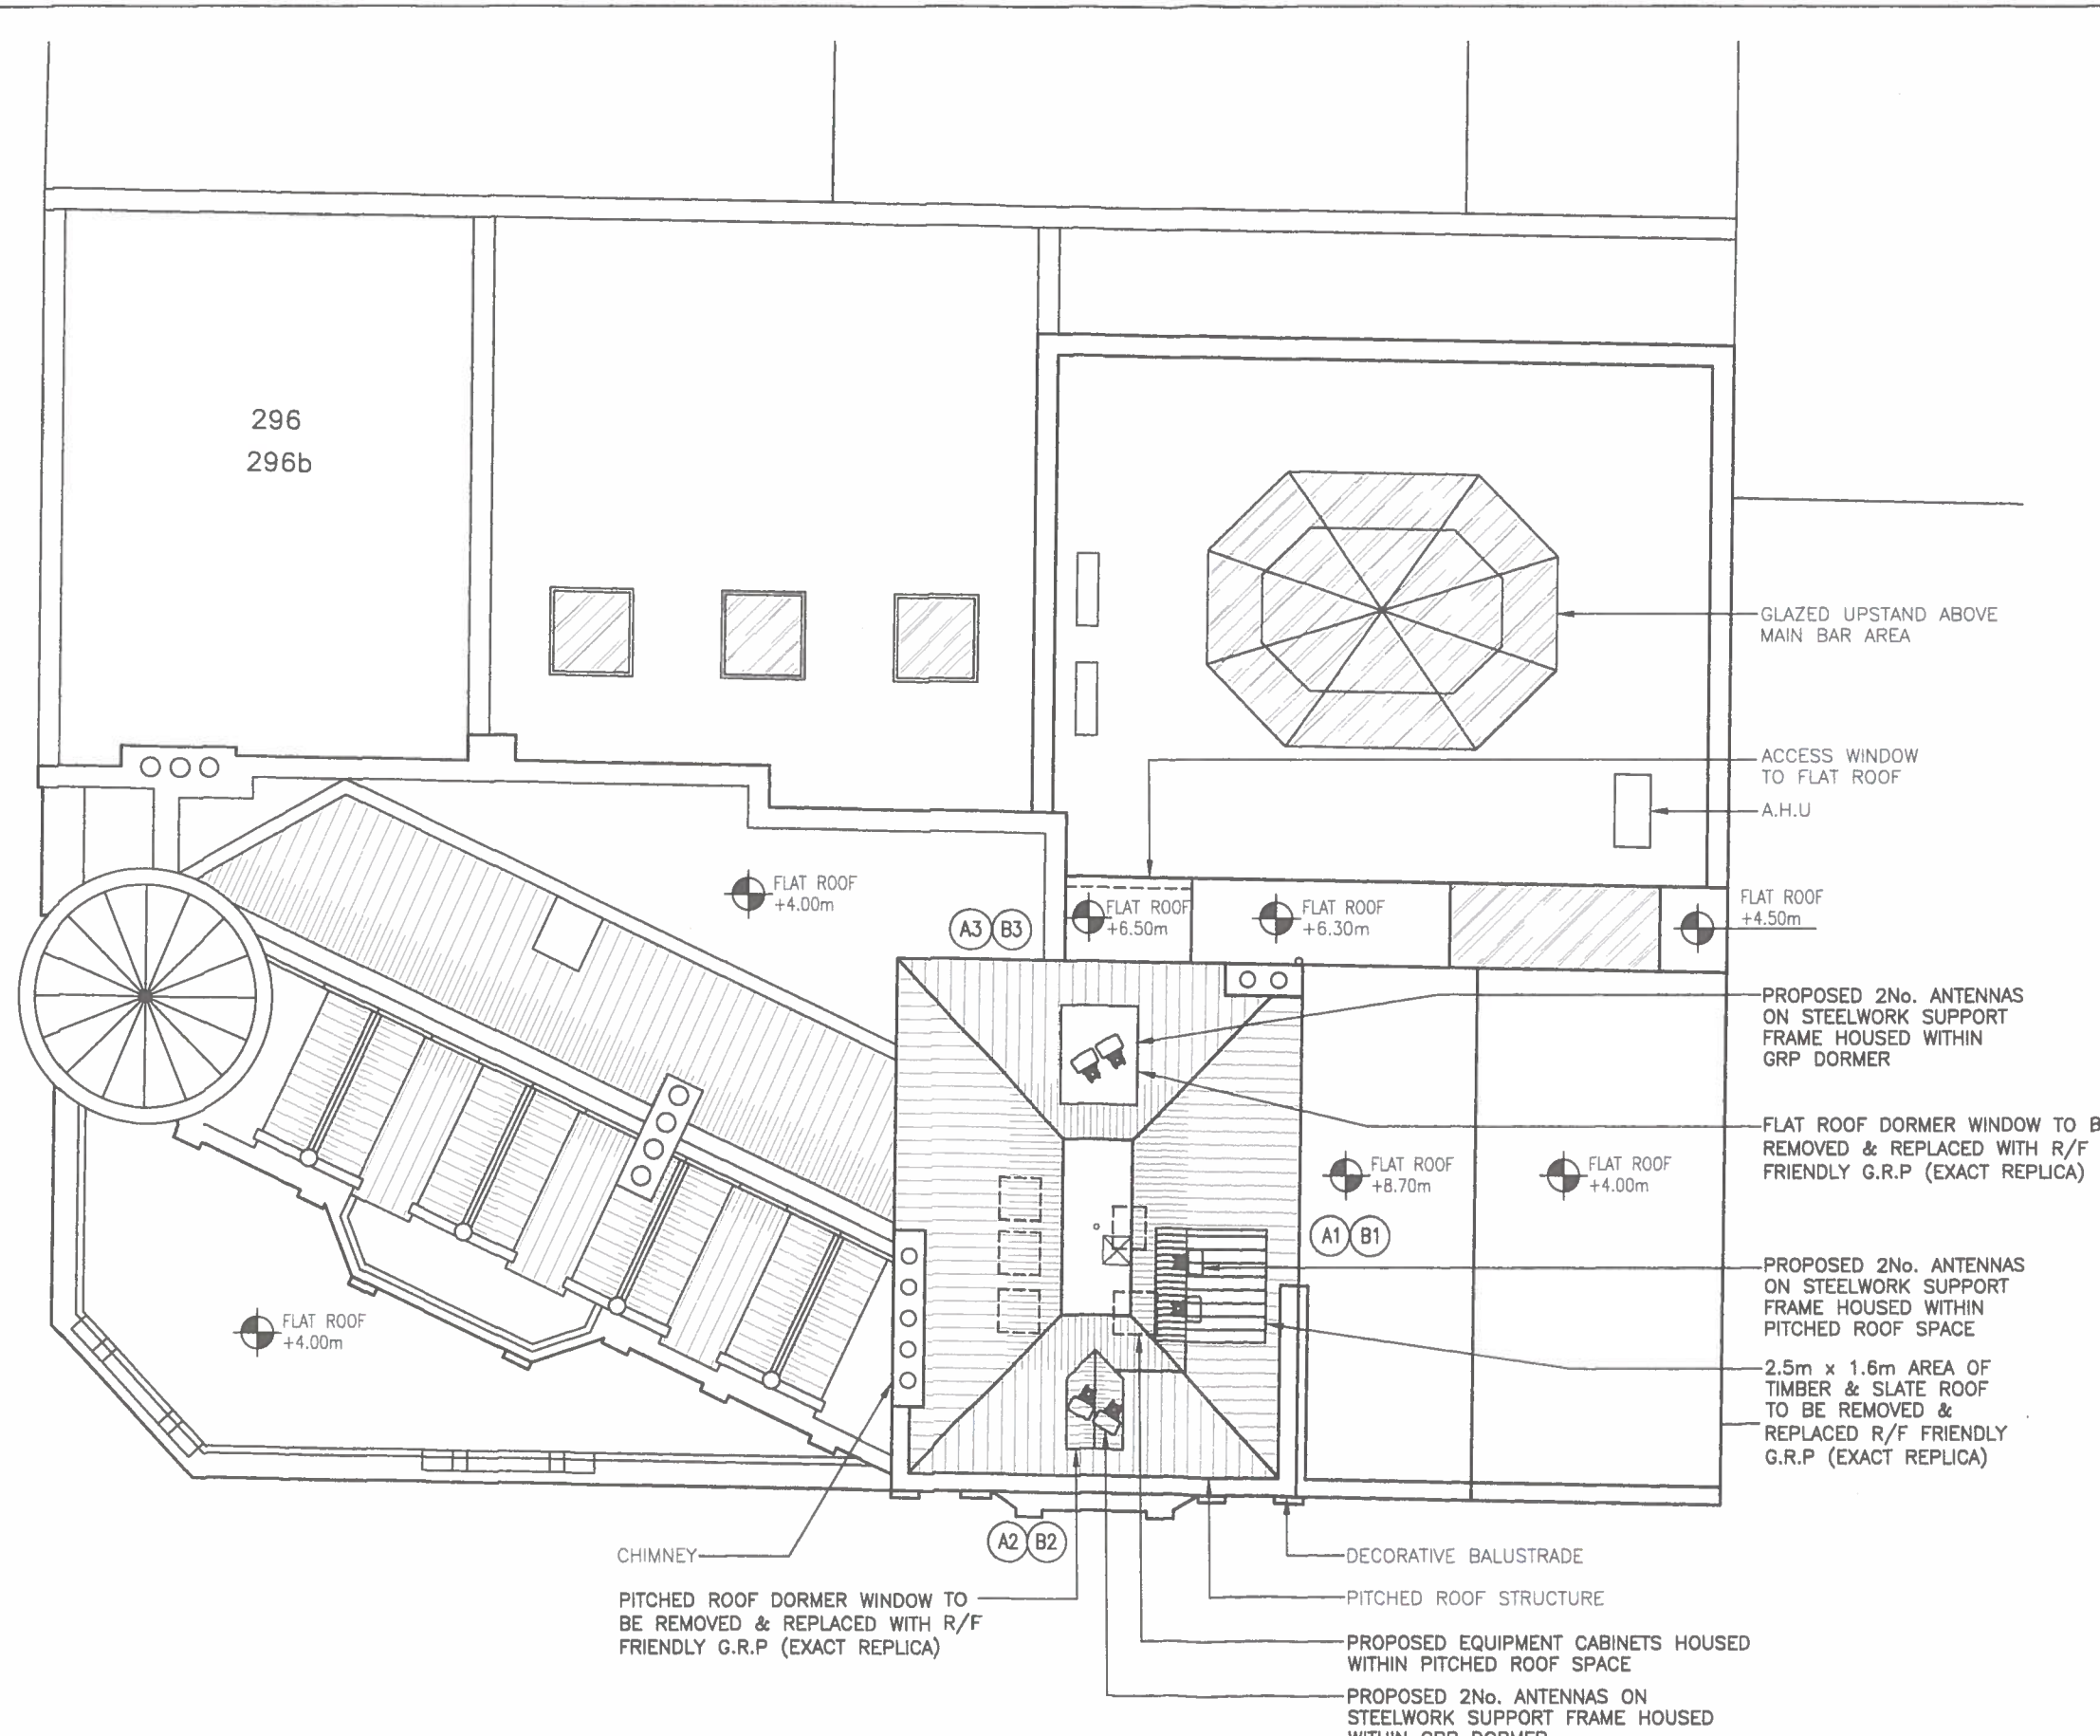 296
296b
GLAZED UPSTAND ABOVE
MAIN BAR AREA
ACCESS WINDOW
TO FLAT ROOF
A.H.U
FLAT ROOF
+4.00m
A3 B3
FLAT ROOF
+6.50m
FLAT ROOF
+6.30m
FLAT ROOF
+4.50m
PROPOSED 2No. ANTENNAS
ON STEELWORK SUPPORT
FRAME HOUSED WITHIN
GRP DORMER
FLAT ROOF DORMER WINDOW TO B
REMOVED & REPLACED WITH R/F
FRIENDLY G.R.P (EXACT REPLICA)
FLAT ROOF
+8.70m
FLAT ROOF
+4.00m
A1 B1
PROPOSED 2No. ANTENNAS
ON STEELWORK SUPPORT
FRAME HOUSED WITHIN
PITCHED ROOF SPACE
FLAT ROOF
+4.00m
2.5m x 1.6m AREA OF
TIMBER & SLATE ROOF
TO BE REMOVED &
REPLACED R/F FRIENDLY
G.R.P (EXACT REPLICA)
A2 B2
CHIMNEY
PITCHED ROOF DORMER WINDOW TO
BE REMOVED & REPLACED WITH R/F
FRIENDLY G.R.P (EXACT REPLICA)
DECORATIVE BALUSTRADE
PITCHED ROOF STRUCTURE
PROPOSED EQUIPMENT CABINETS HOUSED
WITHIN PITCHED ROOF SPACE
PROPOSED 2No. ANTENNAS ON
STEELWORK SUPPORT FRAME HOUSED
WITHIN GRP DORMER